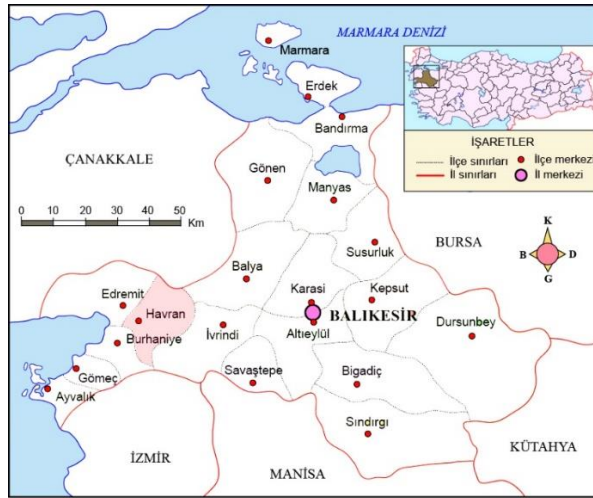 MARMARA DENİZİ
Marmara
Erdek
Bandırma
İŞARETLER
İlçe sınırları
İlçe merkezi
İl sınırları
İl merkezi
ÇANAKKALE
Gönen
Manyas
0 10 20 30 40 50
Km
Susurluk
BURSA
K
B D
G
Balya
Karasi
Kepsut
Edremit
Havran
BALIKESİR
İvrindi
Altıeylül
Dursunbey
Burhaniye
Gömeç
Savaştepe
Bigadiç
Ayvalık
Sındırgı
İZMİR
MANİSA
KÜTAHYA